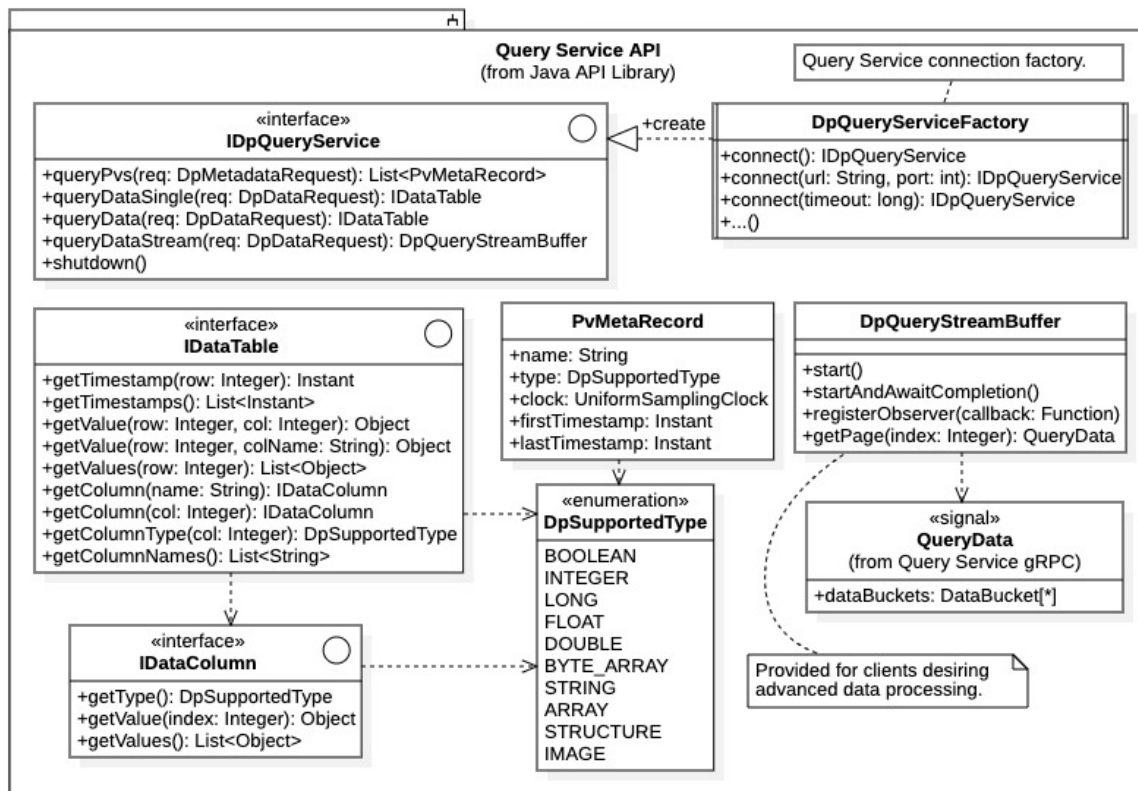 Query Service API
(from Java API Library)
Query Service connection factory.
«interface»
IDpQueryService
+queryPvs(req: DpMetadataRequest): List<PvMetaRecord>
+queryDataSingle(req: DpDataRequest): IDataTable
+queryData(req: DpDataRequest): IDataTable
+queryDataStream(req: DpDataRequest): DpQueryStreamBuffer
+shutdown()
+create
DpQueryServiceFactory
+connect(): IDpQueryService
+connect(url: String, port: int): IDpQueryService
+connect(timeout: long): IDpQueryService
+...()
«interface»
IDataTable
+getTimestamp(row: Integer): Instant
+getTimestamps(): List<Instant>
+getValue(row: Integer, col: Integer): Object
+getValue(row: Integer, colName: String): Object
+getValues(row: Integer): List<Object>
+getColumn(name: String): IDataColumn
+getColumn(col: Integer): IDataColumn
+getColumnType(col: Integer): DpSupportedType
+getColumnNames(): List<String>
PvMetaRecord
+name: String
+type: DpSupportedType
+clock: UniformSamplingClock
+firstTimestamp: Instant
+lastTimestamp: Instant
DpQueryStreamBuffer
+start()
+startAndAwaitCompletion()
+registerObserver(callback: Function)
+getPage(index: Integer): QueryData
«enumeration»
DpSupportedType
BOOLEAN
INTEGER
LONG
FLOAT
DOUBLE
BYTE_ARRAY
STRING
ARRAY
STRUCTURE
IMAGE
«signal»
QueryData
(from Query Service gRPC)
+dataBuckets: DataBucket[*]
«interface»
IDataColumn
+getType(): DpSupportedType
+getValue(index: Integer): Object
+getValues(): List<Object>
Provided for clients desiring
advanced data processing.